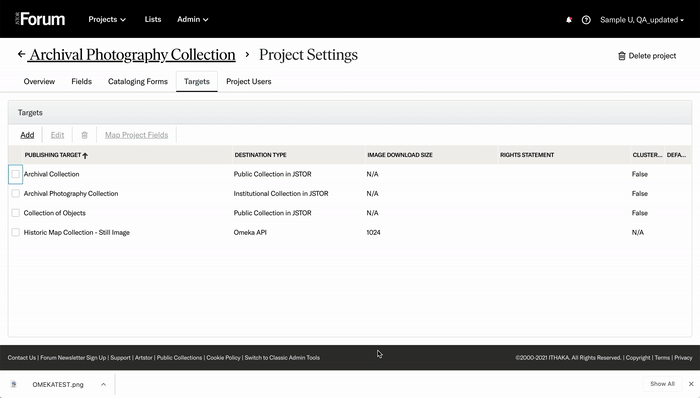 JSTOR Forum Projects Lists Admin Sample U, QA_updated
Archival Photography Collection › Project Settings Delete project
Overview Fields Cataloging Forms Targets Project Users
Targets
Add Edit Map Project Fields
PUBLISHING TARGET DESTINATION TYPE IMAGE DOWNLOAD SIZE RIGHTS STATEMENT CLUSTER... DEFA...
Archival Collection Public Collection in JSTOR N/A False
Archival Photography Collection Institutional Collection in JSTOR N/A False
Collection of Objects Public Collection in JSTOR N/A False
Historic Map Collection - Still Image Omeka API 1024 N/A
Contact Us | Forum Newsletter Sign Up | Support | Artstor | Public Collections | Cookie Policy | Switch to Classic Admin Tools ©2000-2021 ITHAKA. All Rights Reserved. | Copyright | Terms | Privacy
OMEKATEST.png Show All